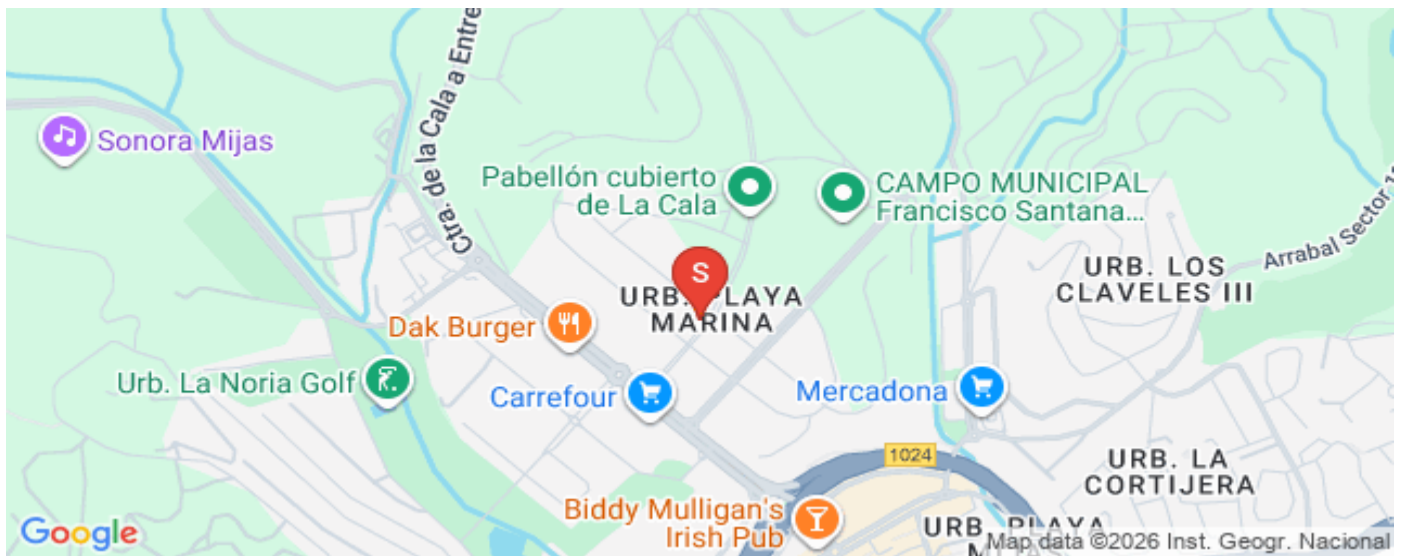 Sonora Mijas
Ctra. de la Cala a Entre
Pabellón cubierto
de La Cala
CAMPO MUNICIPAL
Francisco Santana...
Arrabal Sector 1
URB. LOS
CLAVELES III
S
URB. PLAYA
MARINA
Dak Burger
Urb. La Noria Golf
Carrefour
Mercadona
1024
URB. LA
CORTIJERA
Biddy Mulligan's
Irish Pub
URB. PLAYA
Google
Map data ©2026 Inst. Geogr. Nacional